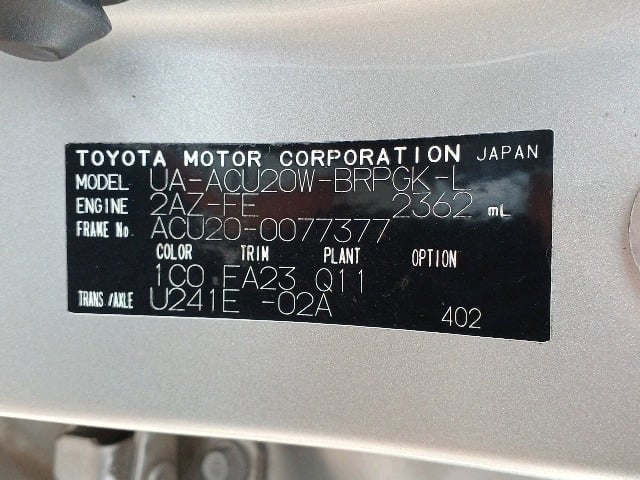 TOYOTA MOTOR CORPORATION JAPAN
MODEL UA-ACU20W-BRPGK-L
ENGINE 2AZ-FE 2362 mL
FRAME No. ACU20-0077377
COLOR TRIM PLANT OPTION
1C0 FA23 Q11
TRANS./AXLE U241E -02A 402